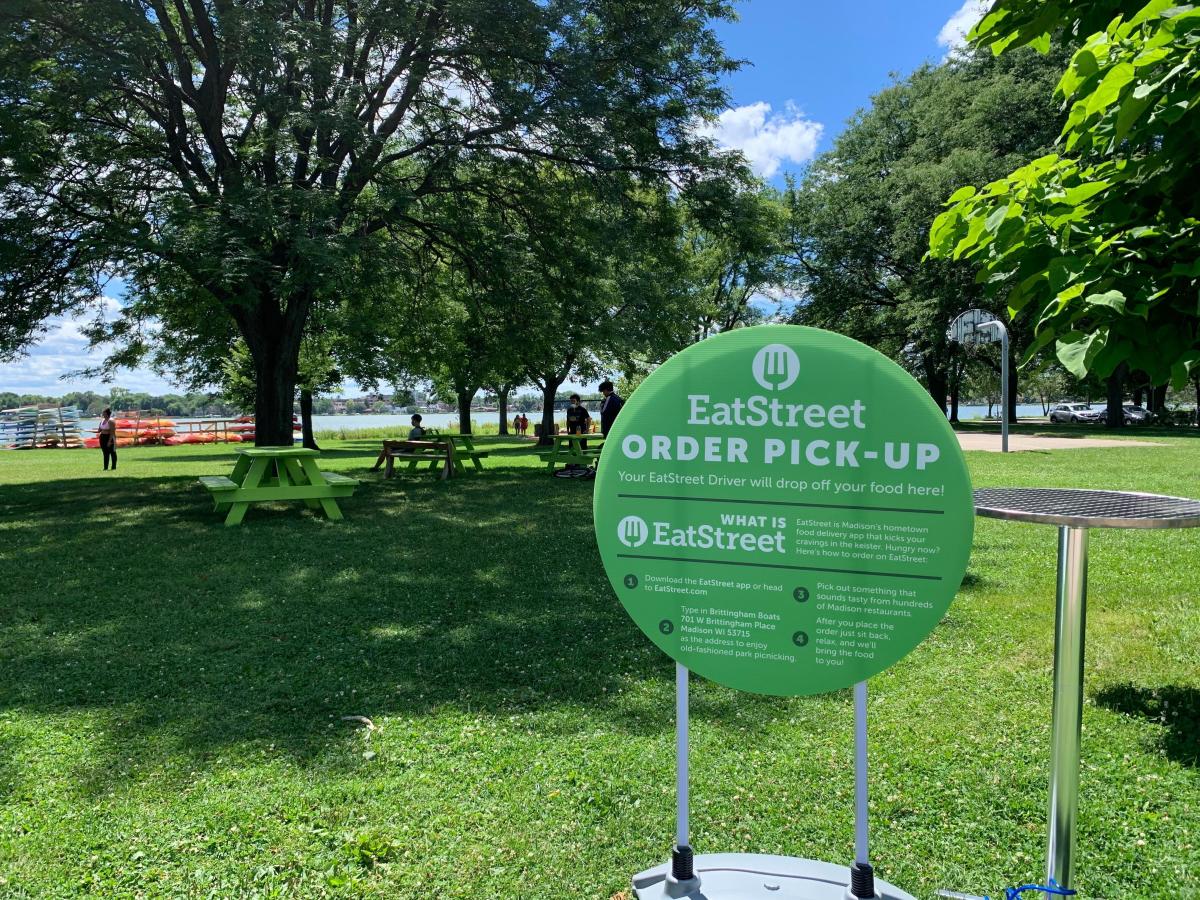 EatStreet
ORDER PICK-UP
Your EatStreet Driver will drop off your food here!
WHAT IS
EatStreet
EatStreet is Madison's hometown
food delivery app that kicks your
cravings in the keister. Hungry now?
Here's how to order on EatStreet:
1 Download the EatStreet app or head
to EatStreet.com
2 Type in Brittingham Boats
701 W Brittingham Place
Madison WI 53715
as the address to enjoy
old-fashioned park picnicking.
3 Pick out something that
sounds tasty from hundreds
of Madison restaurants.
4 After you place the
order just sit back,
relax, and we'll
bring the food
to you!